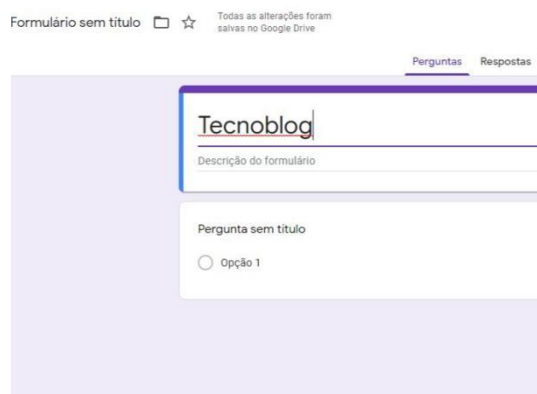 Formulário sem título
Todas as alterações foram
salvas no Google Drive
Perguntas Respostas
Tecnoblog
Descrição do formulário
Pergunta sem título
Opção 1